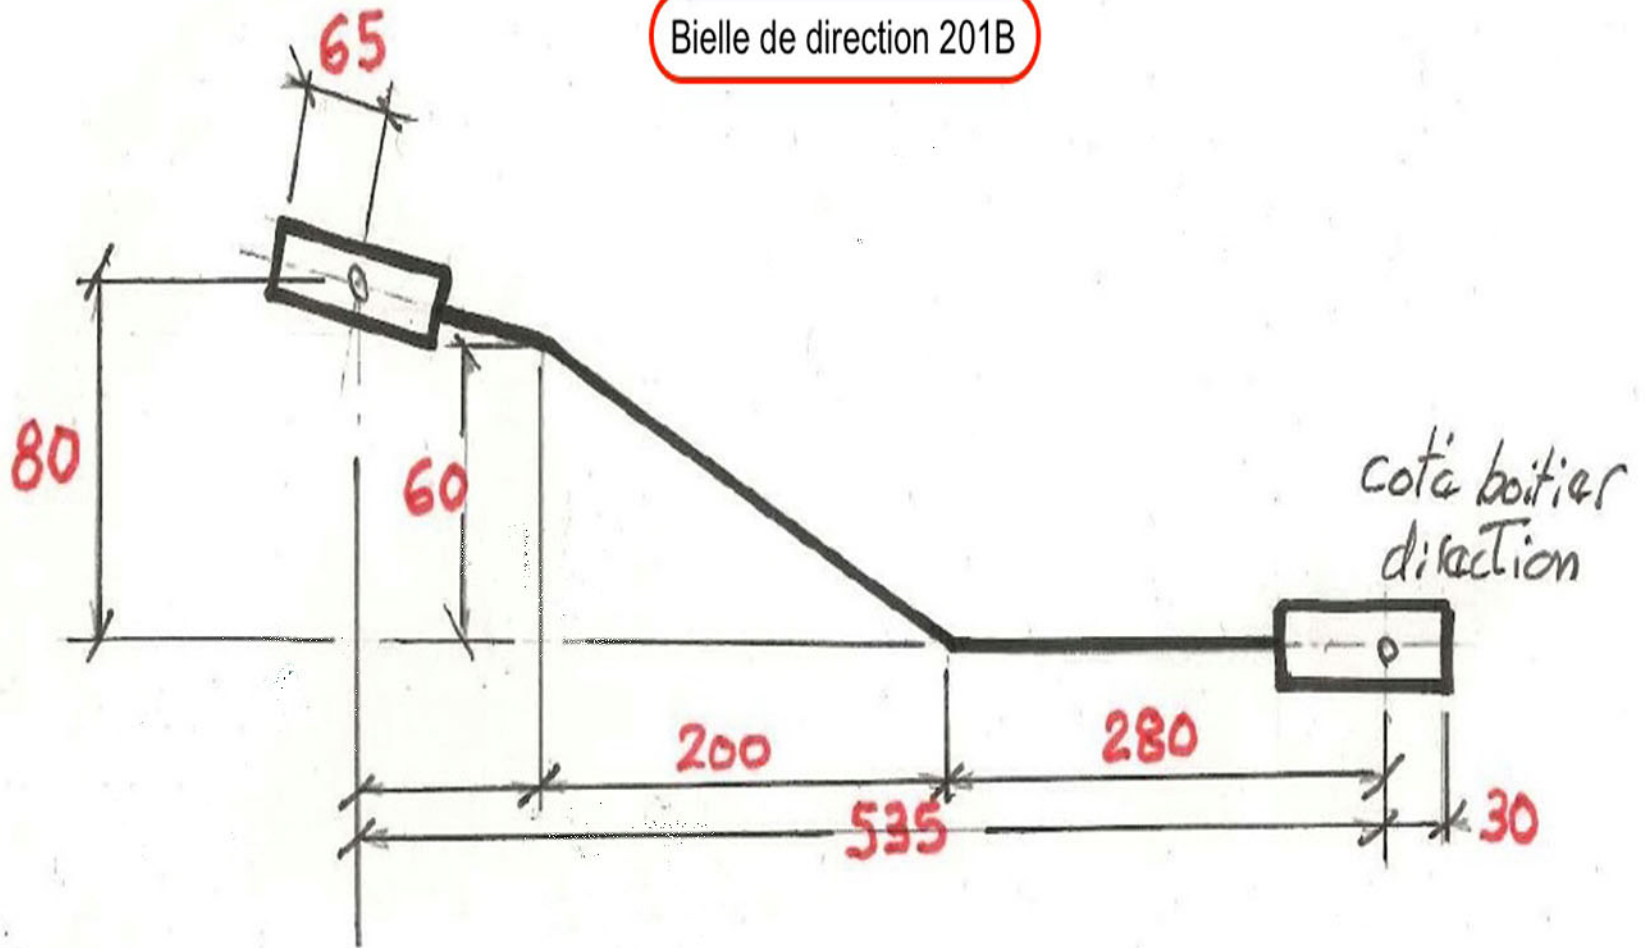 Bielle de direction 201B
65
80
60
coté boitier
direction
200
280
535
30